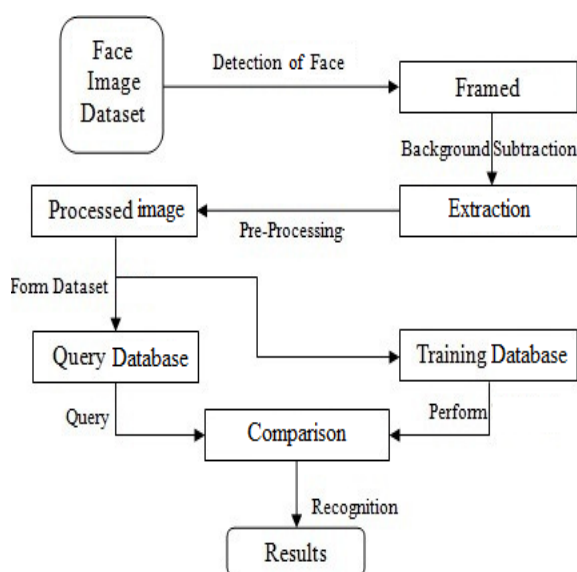 Face
Image
Dataset
Detection of Face
Framed
Background Subtraction
Processed image
Extraction
Pre-Processing
Form Dataset
Query Database
Training Database
Query
Perform
Comparison
Recognition
Results